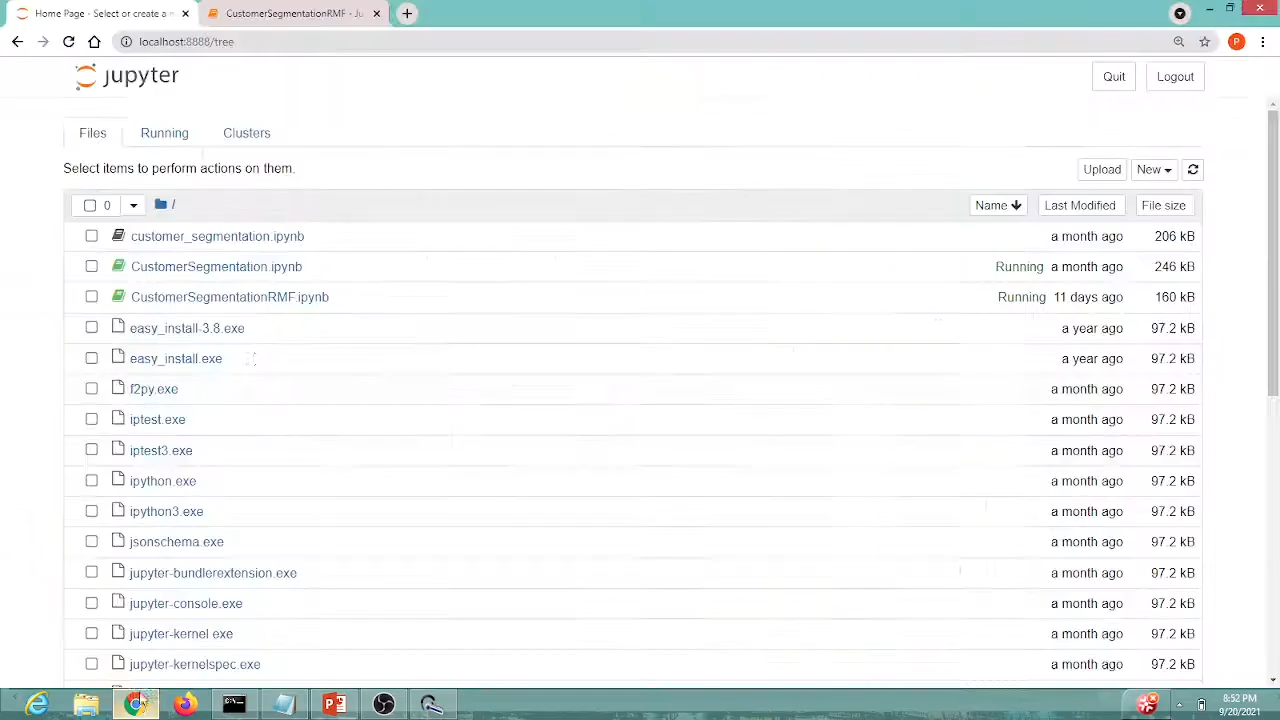 Home Page - Select or create a n
CustomerSegmentationRMF - Ju
localhost:8888/tree
P
jupyter
Quit
Logout
Files
Running
Clusters
Select items to perform actions on them.
Upload
New
0
/
Name
Last Modified
File size
customer_segmentation.ipynb a month ago 206 kB
CustomerSegmentation.ipynb Running a month ago 246 kB
CustomerSegmentationRMF.ipynb Running 11 days ago 160 kB
easy_install-3.8.exe a year ago 97.2 kB
easy_install.exe a year ago 97.2 kB
f2py.exe a month ago 97.2 kB
iptest.exe a month ago 97.2 kB
iptest3.exe a month ago 97.2 kB
ipython.exe a month ago 97.2 kB
ipython3.exe a month ago 97.2 kB
jsonschema.exe a month ago 97.2 kB
jupyter-bundlerextension.exe a month ago 97.2 kB
jupyter-console.exe a month ago 97.2 kB
jupyter-kernel.exe a month ago 97.2 kB
jupyter-kernelspec.exe a month ago 97.2 kB
8:52 PM
9/20/2021